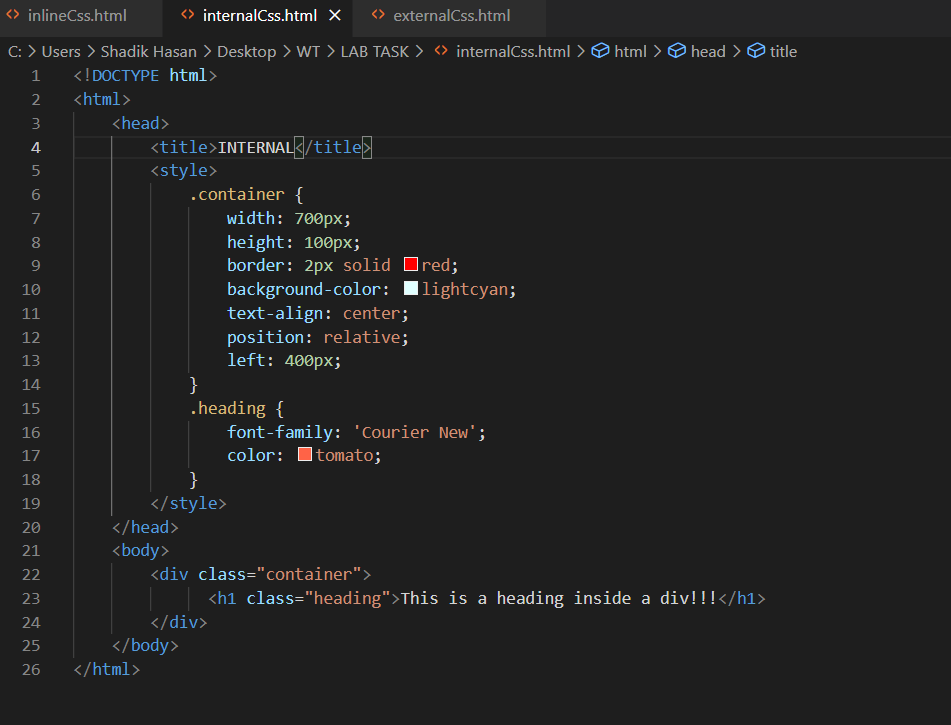 inlineCss.html internalCss.html externalCss.html
C: > Users > Shadik Hasan > Desktop > WT > LAB TASK > internalCss.html > html > head > title
1 <!DOCTYPE html>
2 <html>
3 <head>
4 <title>INTERNAL</title>
5 <style>
6 .container {
7 width: 700px;
8 height: 100px;
9 border: 2px solid red;
10 background-color: lightcyan;
11 text-align: center;
12 position: relative;
13 left: 400px;
14 }
15 .heading {
16 font-family: 'Courier New';
17 color: tomato;
18 }
19 </style>
20 </head>
21 <body>
22 <div class="container">
23 <h1 class="heading">This is a heading inside a div!!!</h1>
24 </div>
25 </body>
26 </html>